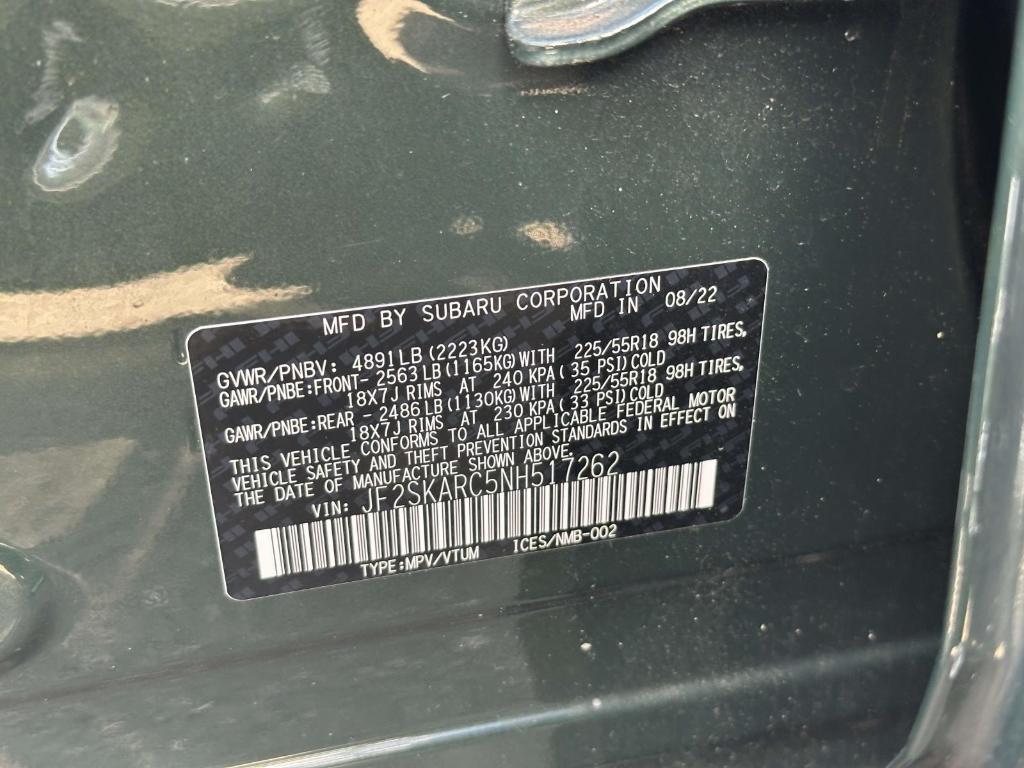 MFD BY SUBARU CORPORATION
MFD IN 08/22
GVWR/PNBV: 4891LB(2223KG)
GAWR/PNBE:FRONT- 2563LB(1165KG)WITH 225/55R18 98H TIRES,
18X7J RIMS AT 240 KPA( 35 PSI)COLD
GAWR/PNBE:REAR - 2486LB(1130KG)WITH 225/55R18 98H TIRES,
18X7J RIMS AT 230 KPA( 33 PSI)COLD
THIS VEHICLE CONFORMS TO ALL APPLICABLE FEDERAL MOTOR
VEHICLE SAFETY AND THEFT PREVENTION STANDARDS IN EFFECT ON
THE DATE OF MANUFACTURE SHOWN ABOVE.
VIN: JF2SKARC5NH517262
TYPE:MPV/VTUM ICES/NMB-002